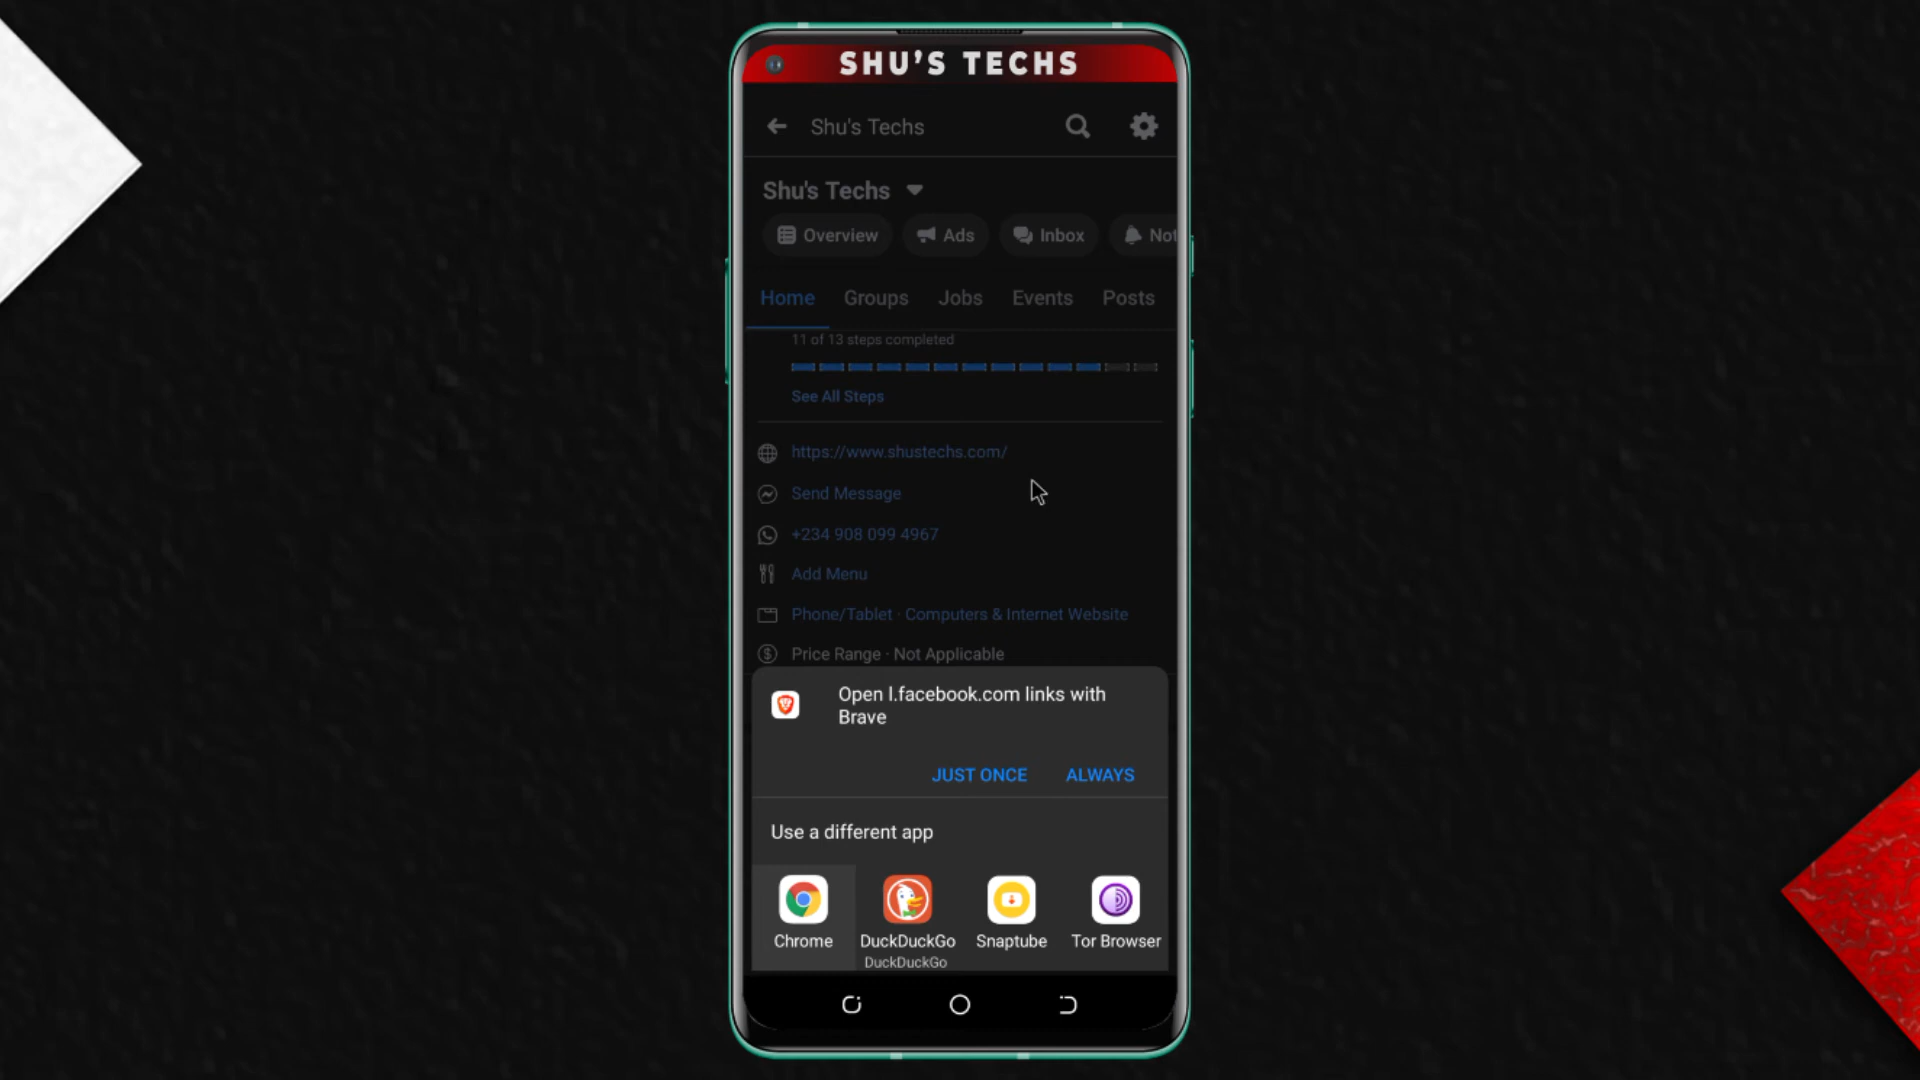 SHU'S TECHS
Shu's Techs
Shu's Techs
Overview Ads Inbox Not
Home Groups Jobs Events Posts
11 of 13 steps completed
See All Steps
https://www.shustechs.com/
Send Message
+234 908 099 4967
Add Menu
Phone/Tablet · Computers & Internet Website
Price Range · Not Applicable
Open l.facebook.com links with
Brave
JUST ONCE ALWAYS
Use a different app
Chrome DuckDuckGo Snaptube Tor Browser
DuckDuckGo